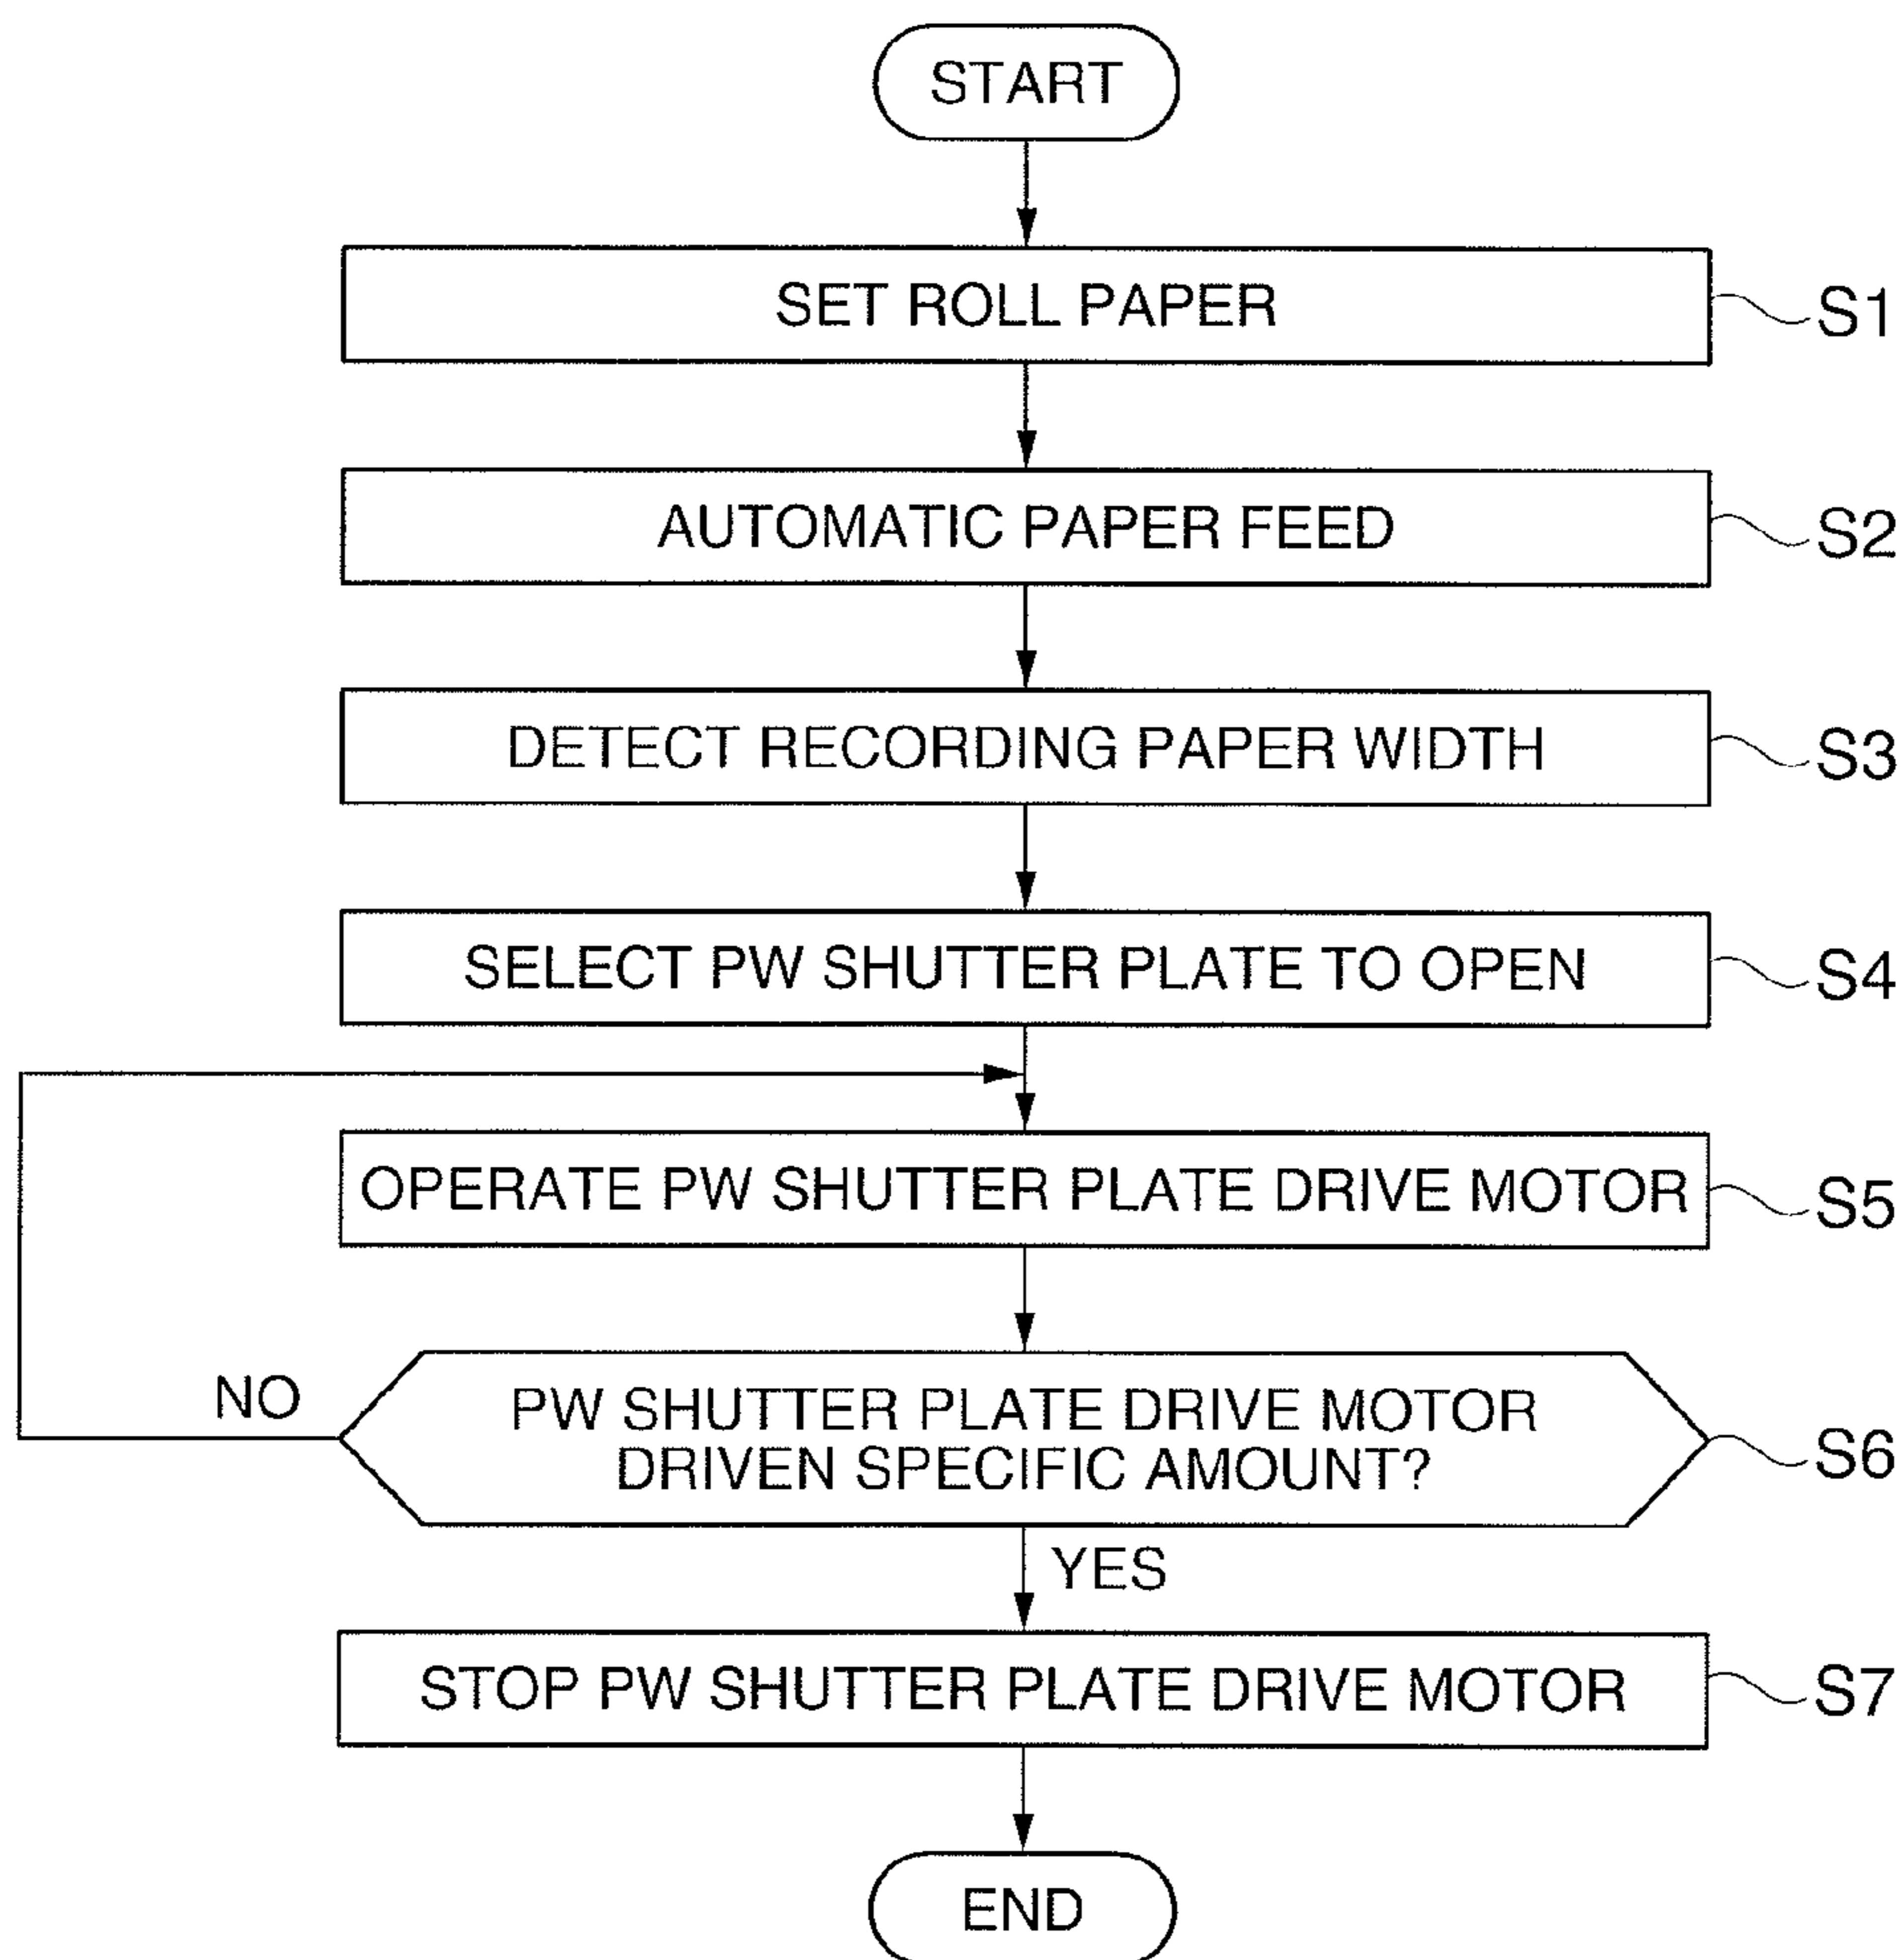 START
SET ROLL PAPER
S1
AUTOMATIC PAPER FEED
S2
DETECT RECORDING PAPER WIDTH
S3
SELECT PW SHUTTER PLATE TO OPEN
S4
OPERATE PW SHUTTER PLATE DRIVE MOTOR
S5
NO
PW SHUTTER PLATE DRIVE MOTOR
DRIVEN SPECIFIC AMOUNT?
S6
YES
STOP PW SHUTTER PLATE DRIVE MOTOR
S7
END